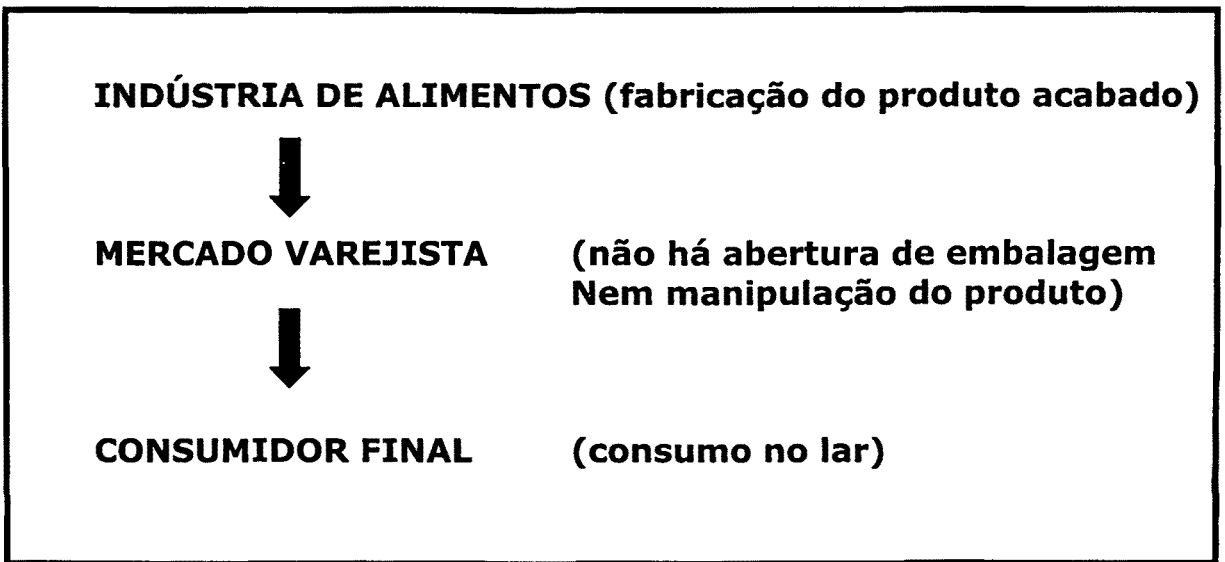 INDÚSTRIA DE ALIMENTOS (fabricação do produto acabado)
MERCADO VAREJISTA (não há abertura de embalagem
Nem manipulação do produto)
CONSUMIDOR FINAL (consumo no lar)